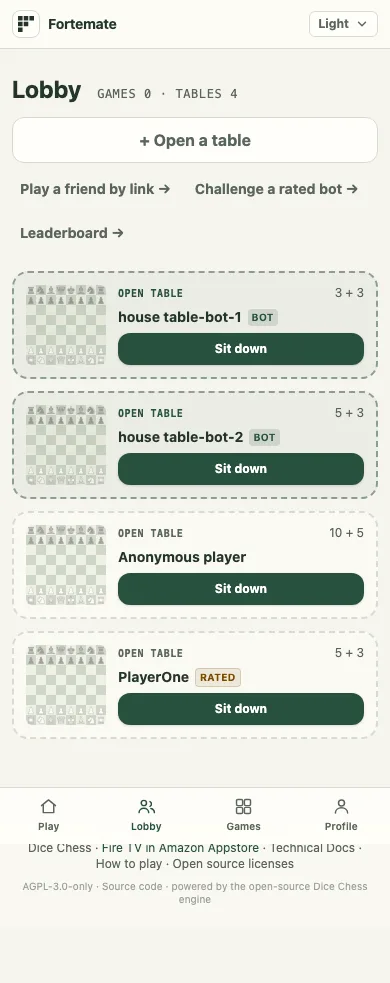 Fortemate
Light
Lobby GAMES 0 · TABLES 4
+ Open a table
Play a friend by link → Challenge a rated bot →
Leaderboard →
OPEN TABLE 3 + 3
house table-bot-1 BOT
Sit down
OPEN TABLE 5 + 3
house table-bot-2 BOT
Sit down
OPEN TABLE 10 + 5
Anonymous player
Sit down
OPEN TABLE 5 + 3
PlayerOne RATED
Sit down
Play Lobby Games Profile
Dice Chess · Fire TV in Amazon Appstore · Technical Docs ·
How to play · Open source licenses
AGPL-3.0-only · Source code · powered by the open-source Dice Chess
engine